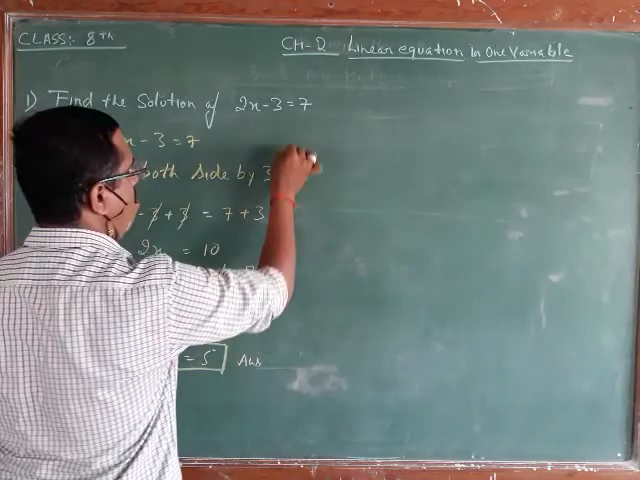 CLASS:- 8TH
CH-2 Linear equation in One Variable
1) Find the Solution of 2x-3=7
x - 3 = 7
both side by 3
- 3 + 3 = 7 + 3
2x = 10
= 5 Ans